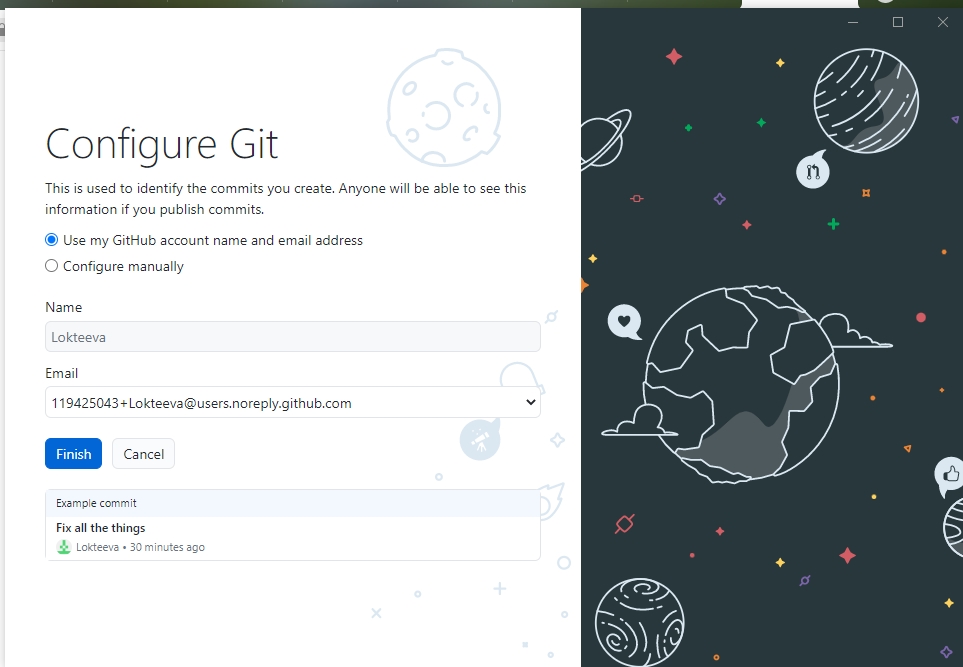 Configure Git
This is used to identify the commits you create. Anyone will be able to see this
information if you publish commits.
Use my GitHub account name and email address
Configure manually
Name
Lokteeva
Email
119425043+Lokteeva@users.noreply.github.com
Finish Cancel
Example commit
Fix all the things
Lokteeva • 30 minutes ago